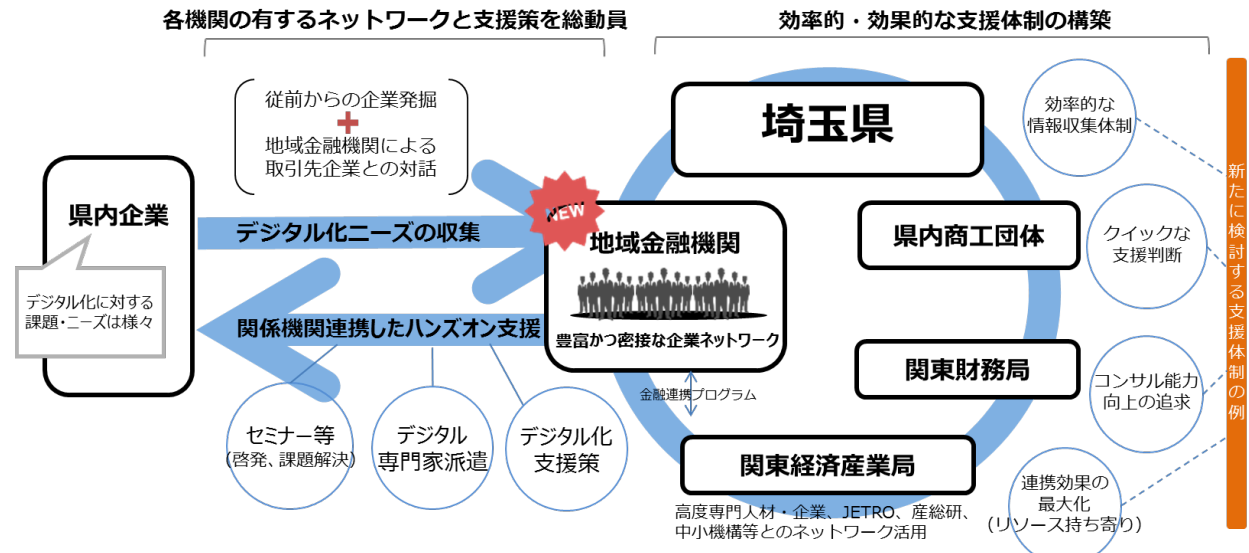 各機関の有するネットワークと支援策を総動員
効率的・効果的な支援体制の構築
従前からの企業発掘
+
地域金融機関による
取引先企業との対話
県内企業
デジタル化に対する
課題・ニーズは様々
デジタル化ニーズの収集
関係機関連携したハンズオン支援
セミナー等
(啓発、課題解決)
デジタル
専門家派遣
デジタル化
支援策
NEW
地域金融機関
豊富かつ密接な企業ネットワーク
金融連携プログラム
埼玉県
県内商工団体
関東財務局
関東経済産業局
高度専門人材・企業、JETRO、産総研、
中小機構等とのネットワーク活用
効率的な
情報収集体制
クイックな
支援判断
コンサル能力
向上の追求
連携効果の
最大化
(リソース持ち寄り)
新たに検討する支援体制の例